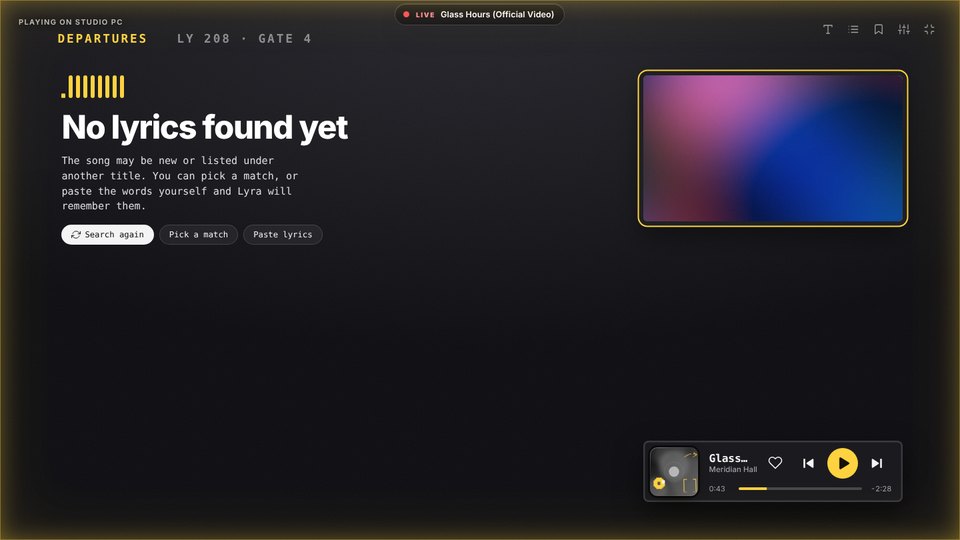 PLAYING ON STUDIO PC
LIVE Glass Hours (Official Video)
DEPARTURES LY 208 · GATE 4
No lyrics found yet
The song may be new or listed under
another title. You can pick a match, or
paste the words yourself and Lyra will
remember them.
Search again Pick a match Paste lyrics
Glass…
Meridian Hall
0:43 -2:28